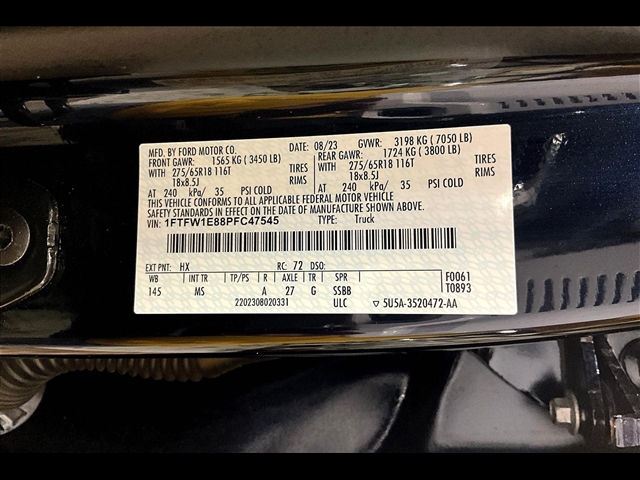 MFD. BY FORD MOTOR CO. DATE: 08/23 GVWR: 3198 KG ( 7050 LB)
FRONT GAWR: 1565 KG ( 3450 LB) REAR GAWR: 1724 KG ( 3800 LB)
WITH 275/65R18 116T TIRES WITH 275/65R18 116T TIRES
18x8.5J RIMS 18x8.5J RIMS
AT 240 kPa/ 35 PSI COLD AT 240 kPa/ 35 PSI COLD
THIS VEHICLE CONFORMS TO ALL APPLICABLE FEDERAL MOTOR VEHICLE
SAFETY STANDARDS IN EFFECT ON THE DATE OF MANUFACTURE SHOWN ABOVE.
VIN: 1FTFW1E88PFC47545 TYPE: Truck
EXT PNT: HX RC: 72 DSO:
WB INT TR TP/PS R AXLE TR SPR F0061
145 MS A 27 G SSBB T0893
2202308020331 ULC ▽ 5U5A-3520472-AA